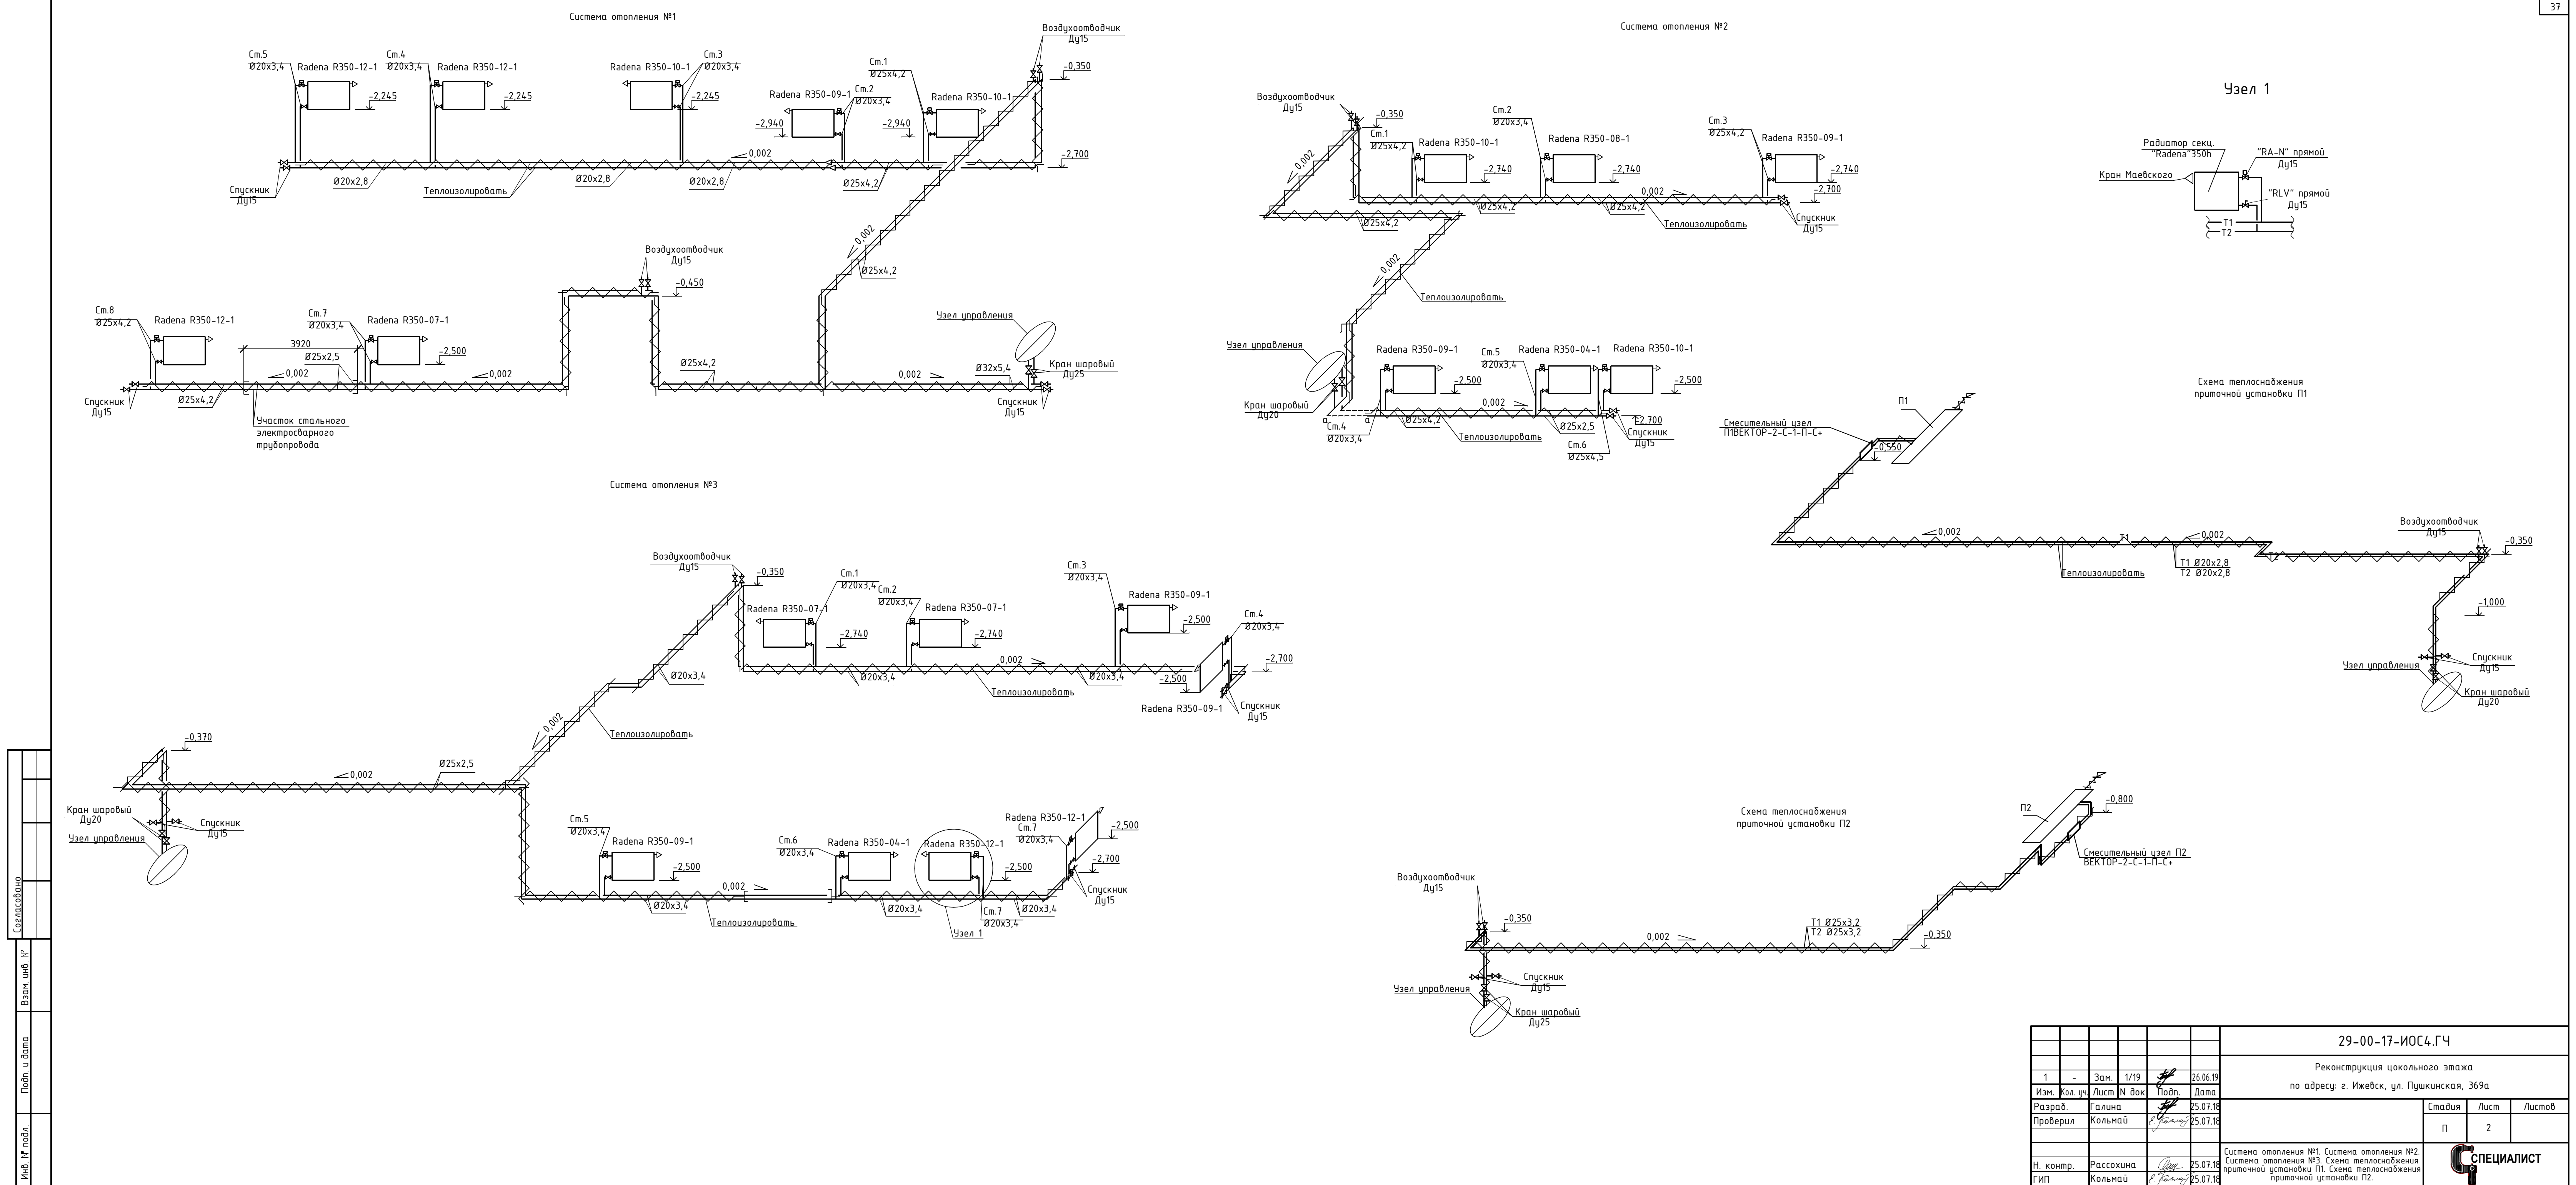 37
Система отопления №1
Воздухоотводчик
Ду15
-0,350
Ст.5
Ø20х3,4
Radena R350-12-1
-2,245
Ст.4
Ø20х3,4
Radena R350-12-1
-2,245
Radena R350-10-1
Ст.3
Ø20х3,4
-2,245
Radena R350-09-1
-2,940
Ст.2
Ø20х3,4
Ст.1
Ø25х4,2
-2,940
Radena R350-10-1
0,002
-2,700
Спускник
Ду15
Ø20х2,8
Теплоизолировать
Ø20х2,8
Ø20х2,8
Ø25х4,2
0,002
Ø25х4,2
Воздухоотводчик
Ду15
-0,450
Ст.8
Ø25х4,2
Radena R350-12-1
3920
Ст.7
Ø20х3,4
Radena R350-07-1
-2,500
Ø25х2,5
0,002
0,002
Ø25х4,2
Спускник
Ду15
Ø25х4,2
0,002
Ø32х5,4
Узел управления
Кран шаровый
Ду25
Спускник
Ду15
Участок стального
электросварного
трубопровода
Система отопления №2
Воздухоотводчик
Ду15
-0,350
0,002
Ст.1
Ø25х4,2
Radena R350-10-1
-2,740
Ст.2
Ø20х3,4
Radena R350-08-1
-2,740
Ст.3
Ø25х4,2
Radena R350-09-1
-2,740
0,002
-2,700
Ø25х4,2
Ø25х4,2
Ø25х4,2
Теплоизолировать
Спускник
Ду15
0,002
Теплоизолировать
Узел управления
Кран шаровый
Ду20
а
а
Radena R350-09-1
-2,500
Ст.5
Ø20х3,4
Radena R350-04-1
Radena R350-10-1
-2,500
0,002
Ст.4
Ø20х3,4
Ø25х4,2
Теплоизолировать
Ø25х2,5
Ст.6
Ø25х4,5
-2,700
Спускник
Ду15
Узел 1
Радиатор секц.
"Radena"350h
"RA-N" прямой
Ду15
Кран Маевского
"RLV" прямой
Ду15
Т1
Т2
Схема теплоснабжения
приточной установки П1
П1
Смесительный узел
П1ВЕКТОР-2-С-1-П-С+
-0,550
0,002
Т1
0,002
Т2
Теплоизолировать
Т1 Ø20х2,8
Т2 Ø20х2,8
Воздухоотводчик
Ду15
-0,350
-1,000
Узел управления
Спускник
Ду15
Кран шаровый
Ду20
Система отопления №3
Воздухоотводчик
Ду15
-0,350
Radena R350-07-1
Ст.1
Ø20х3,4
-2,740
Ст.2
Ø20х3,4
Radena R350-07-1
-2,740
Ст.3
Ø20х3,4
Radena R350-09-1
-2,500
Ст.4
Ø20х3,4
0,002
-2,700
Ø20х3,4
Ø20х3,4
Теплоизолировать
Ø20х3,4
-2,500
Radena R350-09-1
Спускник
Ду15
0,002
Теплоизолировать
-0,370
0,002
Ø25х2,5
Кран шаровый
Ду20
Узел управления
Спускник
Ду15
Ст.5
Ø20х3,4
Radena R350-09-1
-2,500
0,002
Ст.6
Ø20х3,4
Radena R350-04-1
Radena R350-12-1
-2,500
Radena R350-12-1
Ст.7
Ø20х3,4
-2,500
-2,700
Спускник
Ду15
Ø20х3,4
Теплоизолировать
Ø20х3,4
Ст.7
Ø20х3,4
Ø20х3,4
Узел 1
Схема теплоснабжения
приточной установки П2
П2
-0,800
Смесительный узел П2
ВЕКТОР-2-С-1-П-С+
Воздухоотводчик
Ду15
-0,350
0,002
Т1 Ø25х3,2
Т2 Ø25х3,2
-0,350
Узел управления
Спускник
Ду15
Кран шаровый
Ду25
Согласовано
Взам. инв. №
Подп. и дата
Инв. № подл.
29-00-17-ИОС4.ГЧ
Реконструкция цокольного этажа
по адресу: г. Ижевск, ул. Пушкинская, 369а
1 - Зам. 1/19 26.06.19
Изм. Кол. уч. Лист N док Подп. Дата
Разраб. Галина 25.07.18
Проверил Кольмай 25.07.18
Н. контр. Рассохина 25.07.18
ГИП Кольмай 25.07.18
Стадия Лист Листов
П 2
Система отопления №1. Система отопления №2.
Система отопления №3. Схема теплоснабжения
приточной установки П1. Схема теплоснабжения
приточной установки П2.
СПЕЦИАЛИСТ